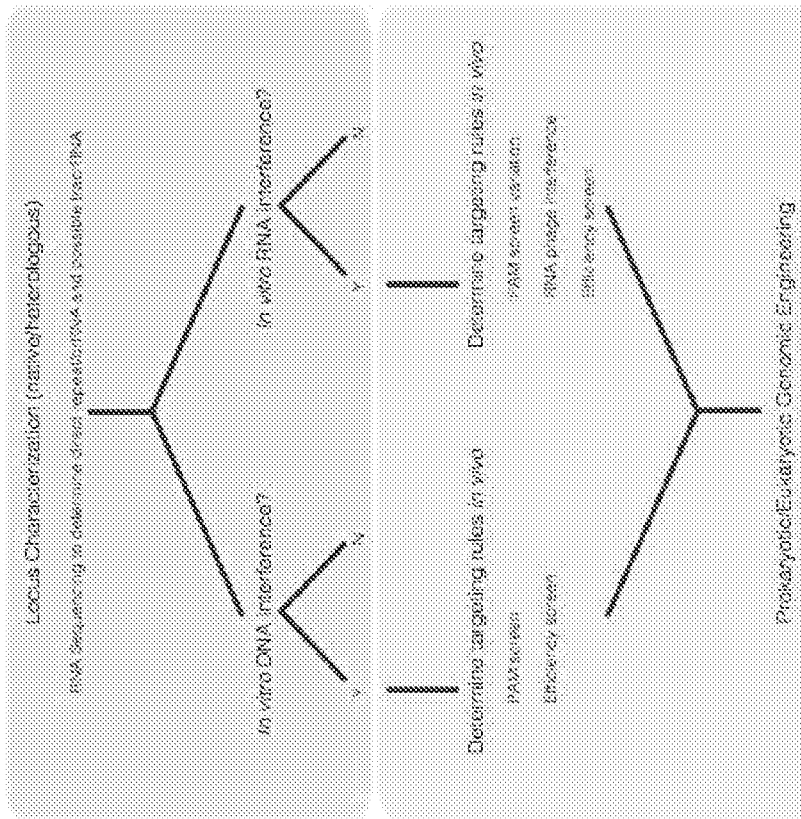 Locus Characterization (native/heterologous)
RNA Sequencing to determine direct repeat/crRNA and possible tracrRNA
In vitro DNA interference?
Y
N
In vitro RNA interference?
Y
N
Determine targeting rules in vivo
PAM screen
Efficiency screen
Determine targeting rules in vivo
PAM screen variation
RNA phage interference
Efficiency screen
Prokaryotic/Eukaryotic Genomic Engineering